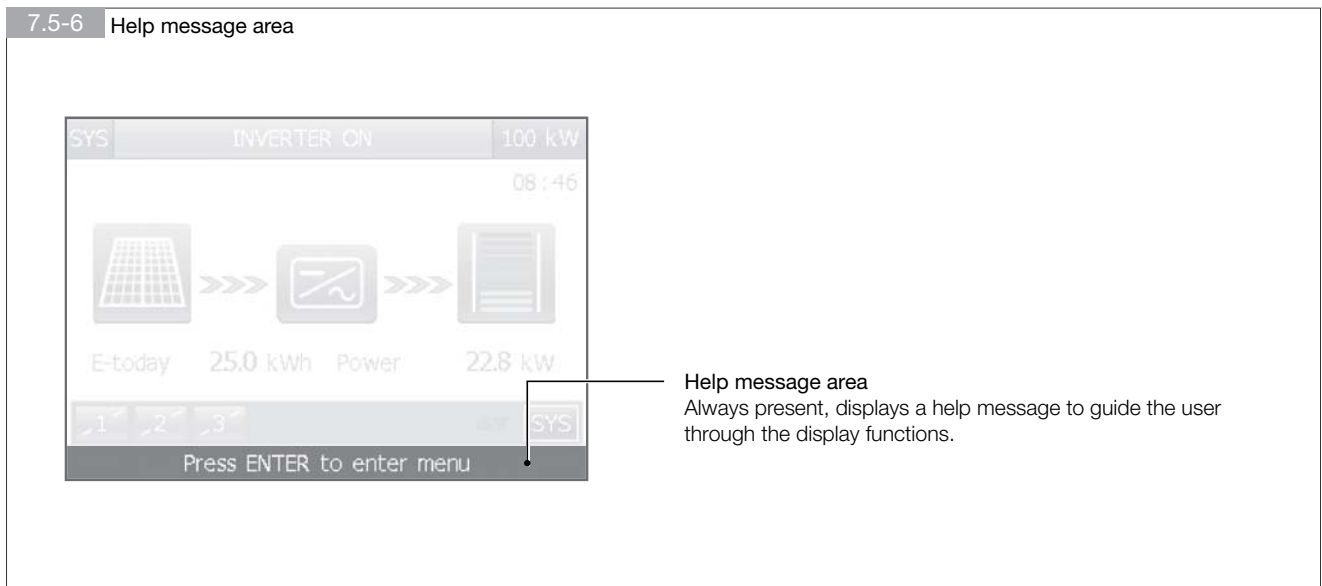 7.5-6 Help message area
SYS INVERTER ON 100 kW
08:46
E-today 25.0 kWh Power 22.8 kW
1 2 3 SYS
Press ENTER to enter menu
Help message area
Always present, displays a help message to guide the user
through the display functions.